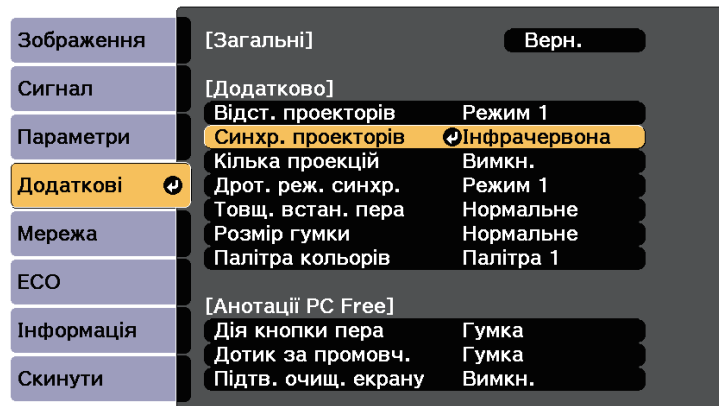 Зображення
Сигнал
Параметри
Додаткові
Мережа
ECO
Інформація
Скинути
[Загальні] Верн.
[Додатково]
Відст. проекторів Режим 1
Синхр. проекторів Інфрачервона
Кілька проекцій Вимкн.
Дрот. реж. синхр. Режим 1
Товщ. встан. пера Нормальне
Розмір гумки Нормальне
Палітра кольорів Палітра 1
[Анотації PC Free]
Дія кнопки пера Гумка
Дотик за промовч. Гумка
Підтв. очищ. екрану Вимкн.